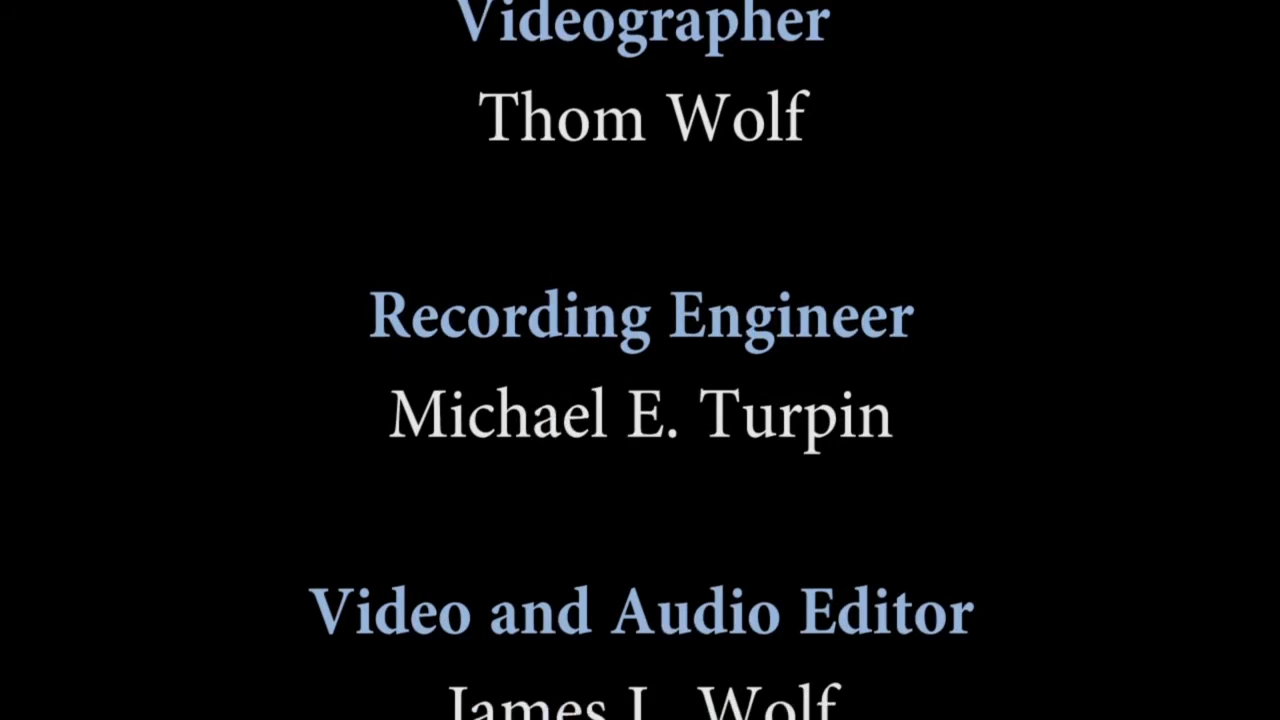 Videographer
Thom Wolf
Recording Engineer
Michael E. Turpin
Video and Audio Editor
James L. Wolf